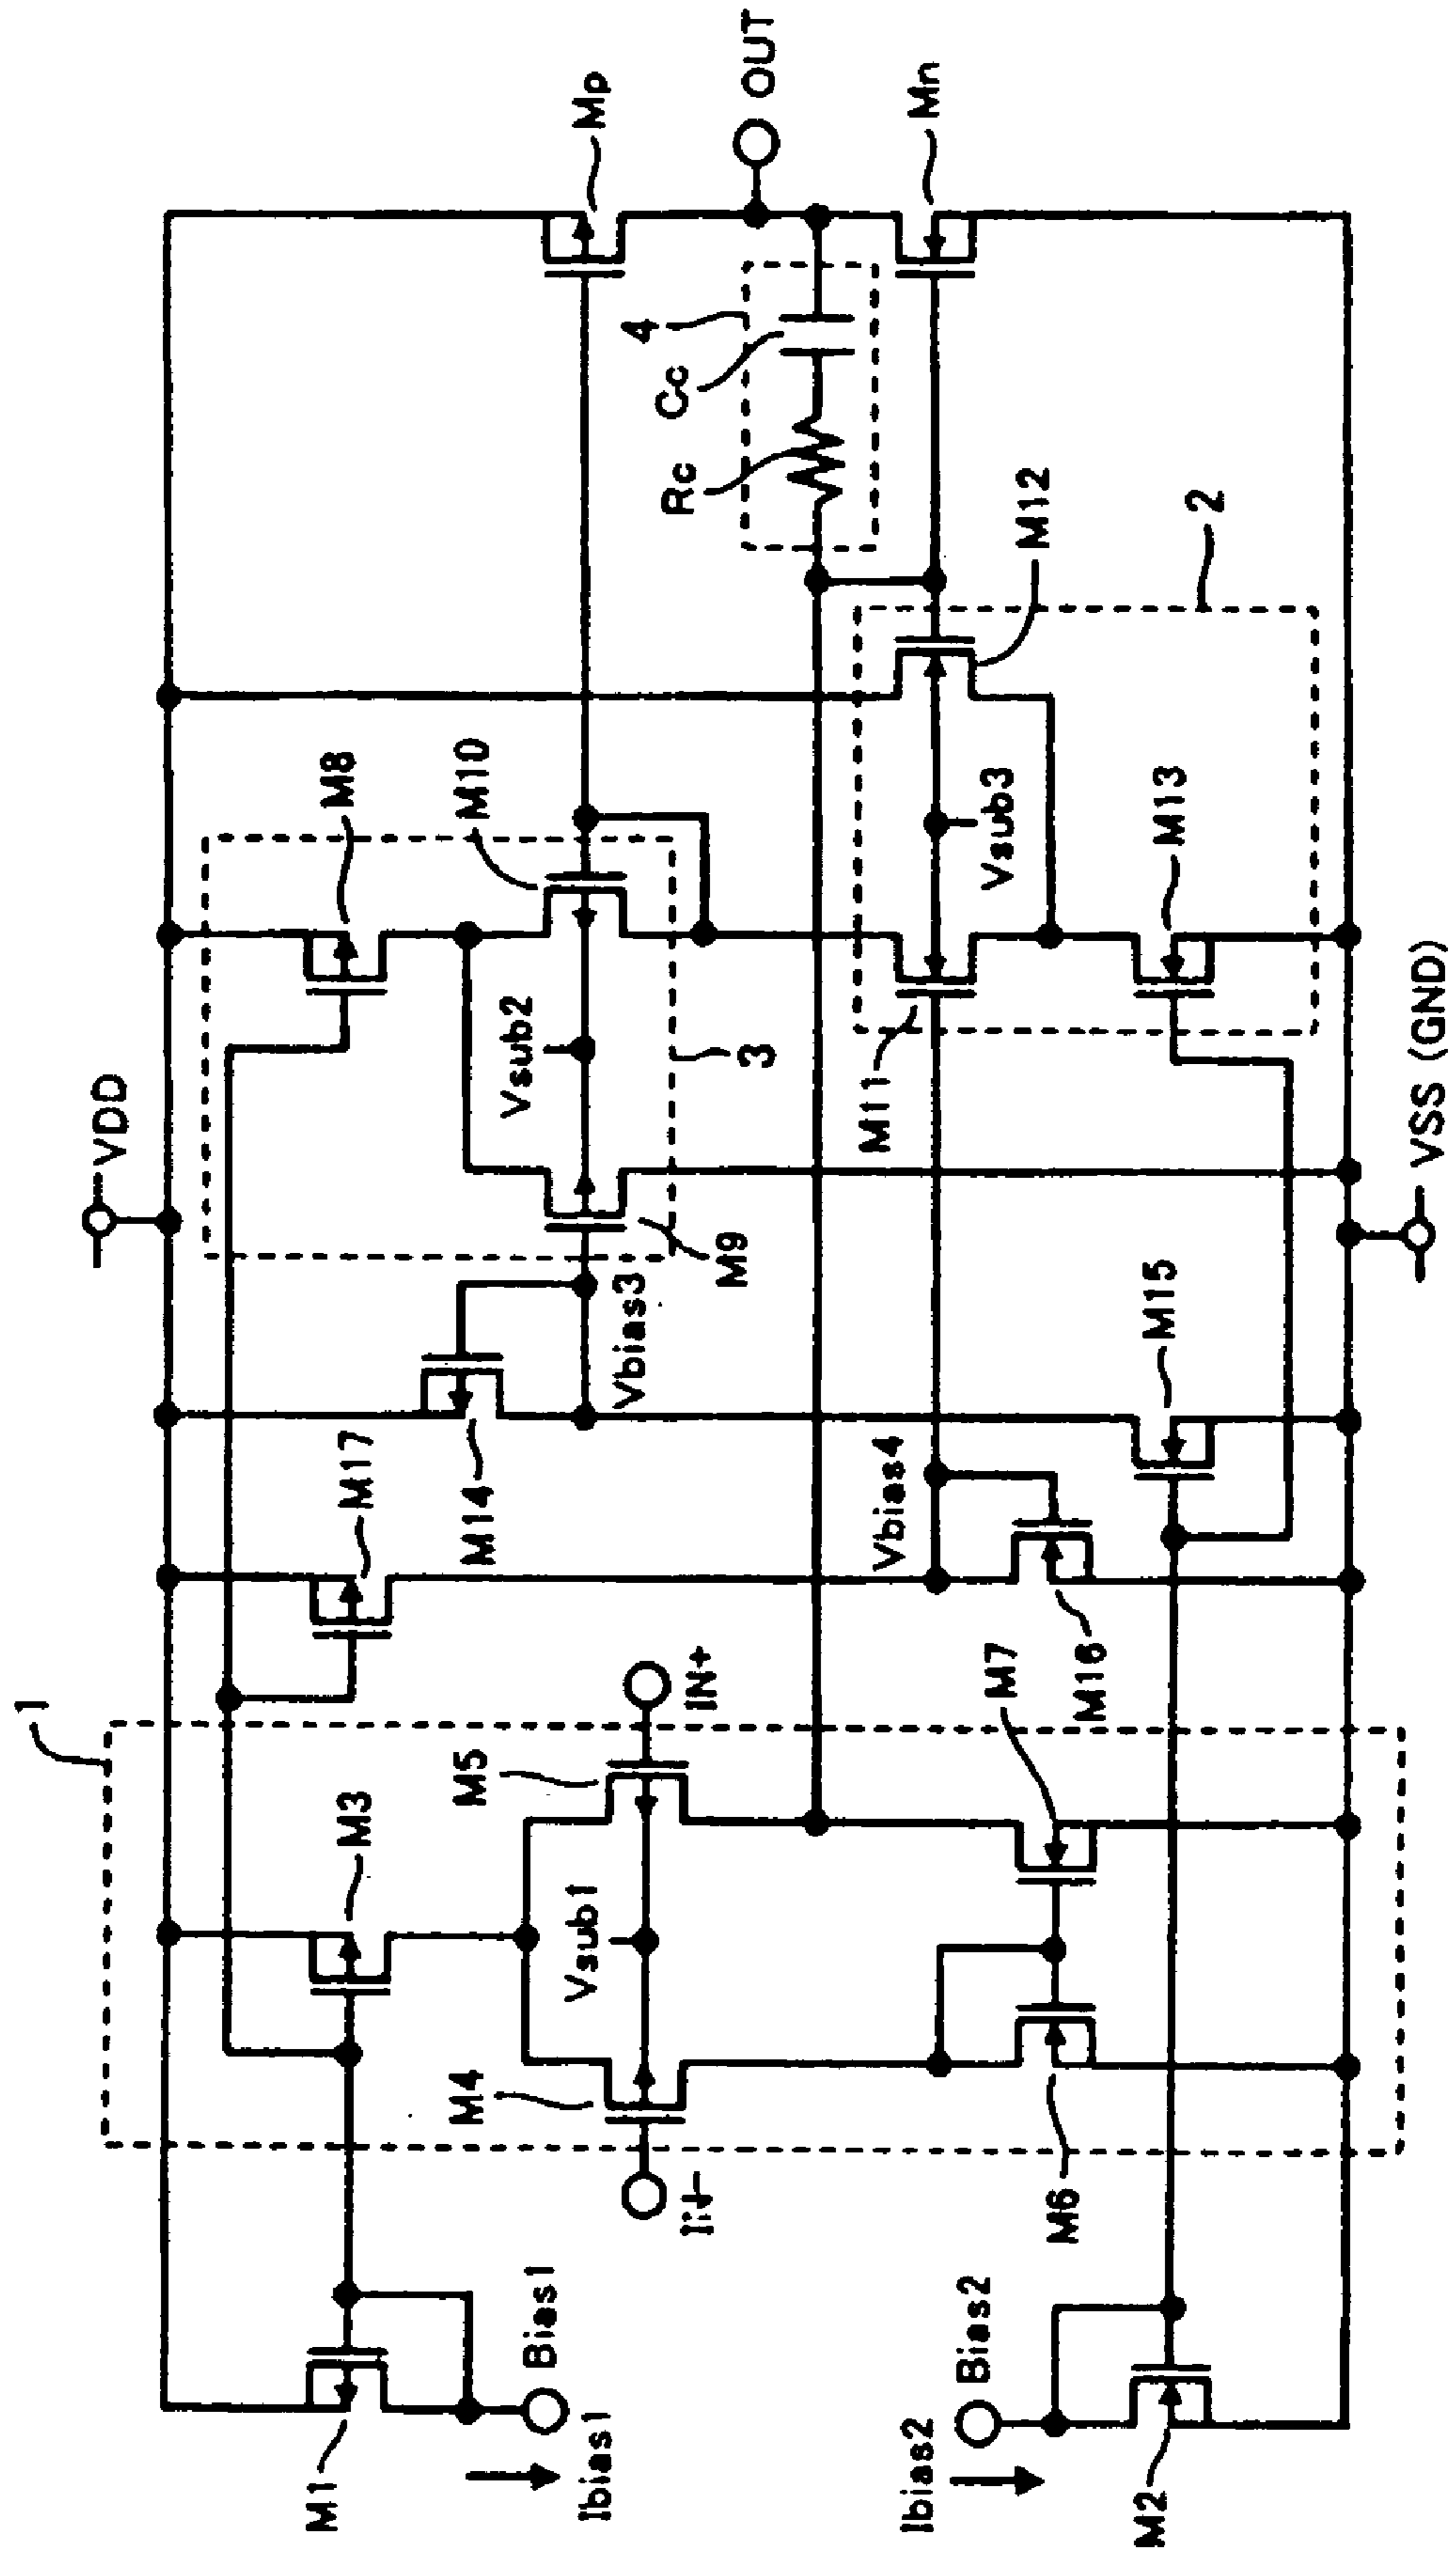 1
VDD
M3
M17
M8
M14
M10
Mp
M5
M4
Vsub1
IN+
Vbias3
M9
Vsub2
3
4
Cc
Rc
OUT
Mn
M1
Bias1
Ibias1
M7
M6
M16
Vbias4
M11
Vsub3
M12
2
M13
M15
Ibias2
Bias2
M2
VSS (GND)